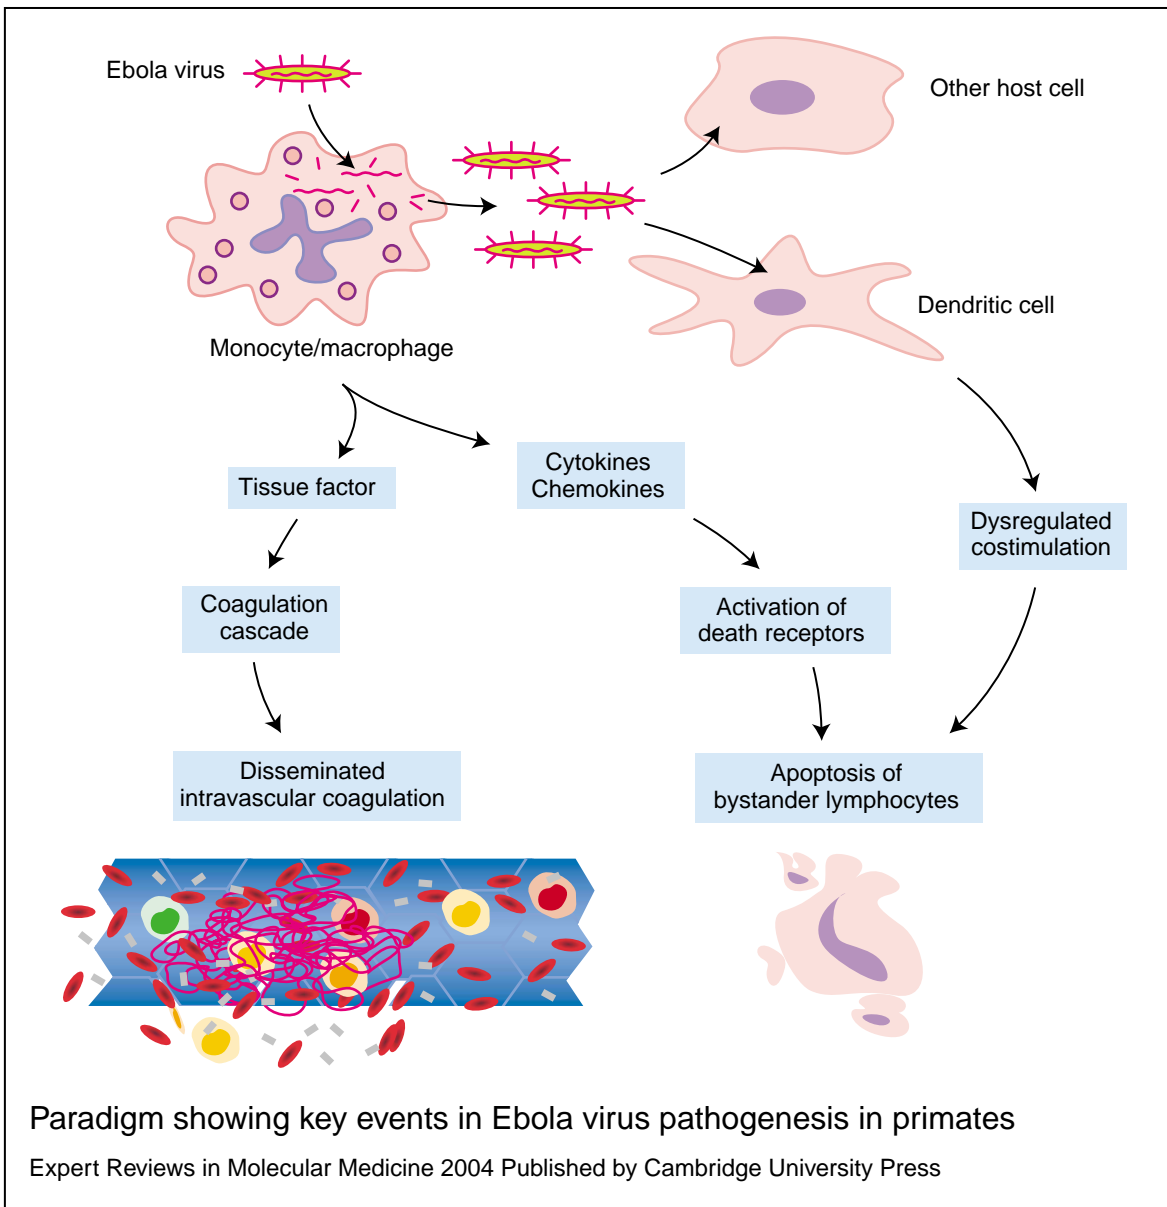 Ebola virus
Other host cell
Dendritic cell
Monocyte/macrophage
Tissue factor
Cytokines
Chemokines
Dysregulated
costimulation
Coagulation
cascade
Activation of
death receptors
Disseminated
intravascular coagulation
Apoptosis of
bystander lymphocytes
Paradigm showing key events in Ebola virus pathogenesis in primates
Expert Reviews in Molecular Medicine 2004 Published by Cambridge University Press